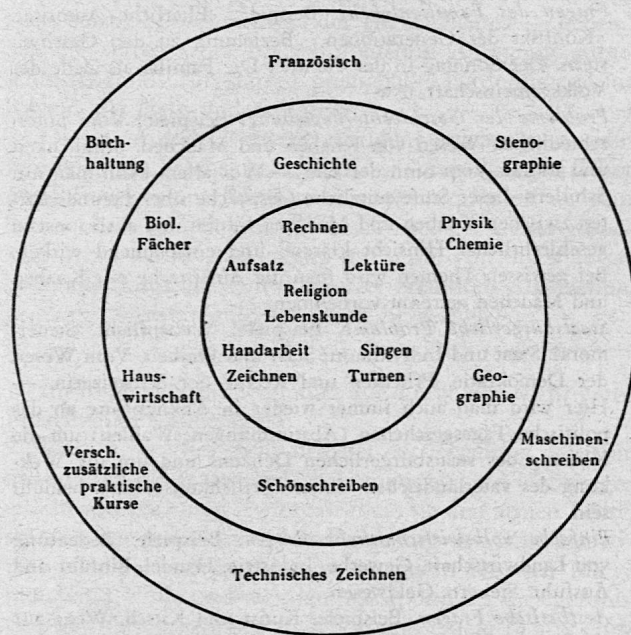 Französisch
Buch-
haltung
Geschichte
Steno-
graphie
Biol.
Fächer
Rechnen
Physik
Chemie
Aufsatz
Lektüre
Religion
Lebenskunde
Handarbeit
Singen
Zeichnen
Turnen
Haus-
wirtschaft
Geo-
graphie
Versch.
zusätzliche
praktische
Kurse
Schönschreiben
Maschinen-
schreiben
Technisches Zeichnen